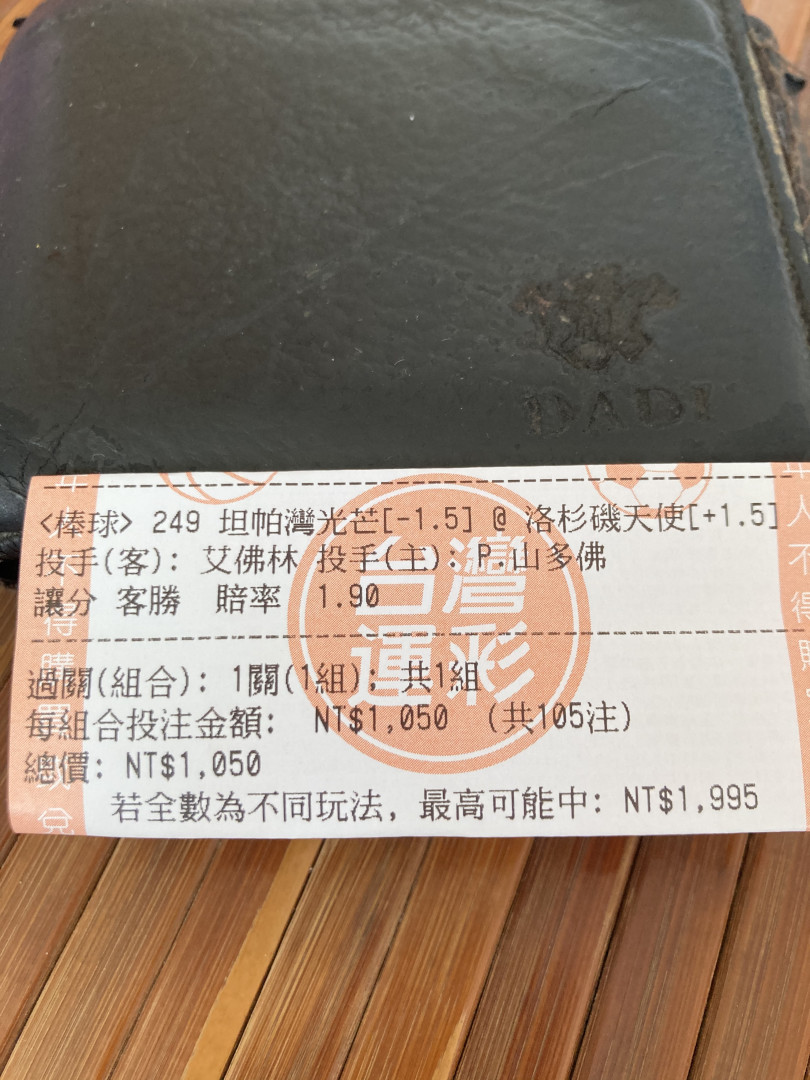 DADI
<棒球> 249 坦帕灣光芒[-1.5] @ 洛杉磯天使[+1.5]
投手(客): 艾佛林 投手(主): P.山多佛
讓分 客勝 賠率 1.90
台灣
運彩
過關(組合): 1關(1組); 共1組
每組合投注金額: NT$1,050 (共105注)
總價: NT$1,050
若全數為不同玩法, 最高可能中: NT$1,995